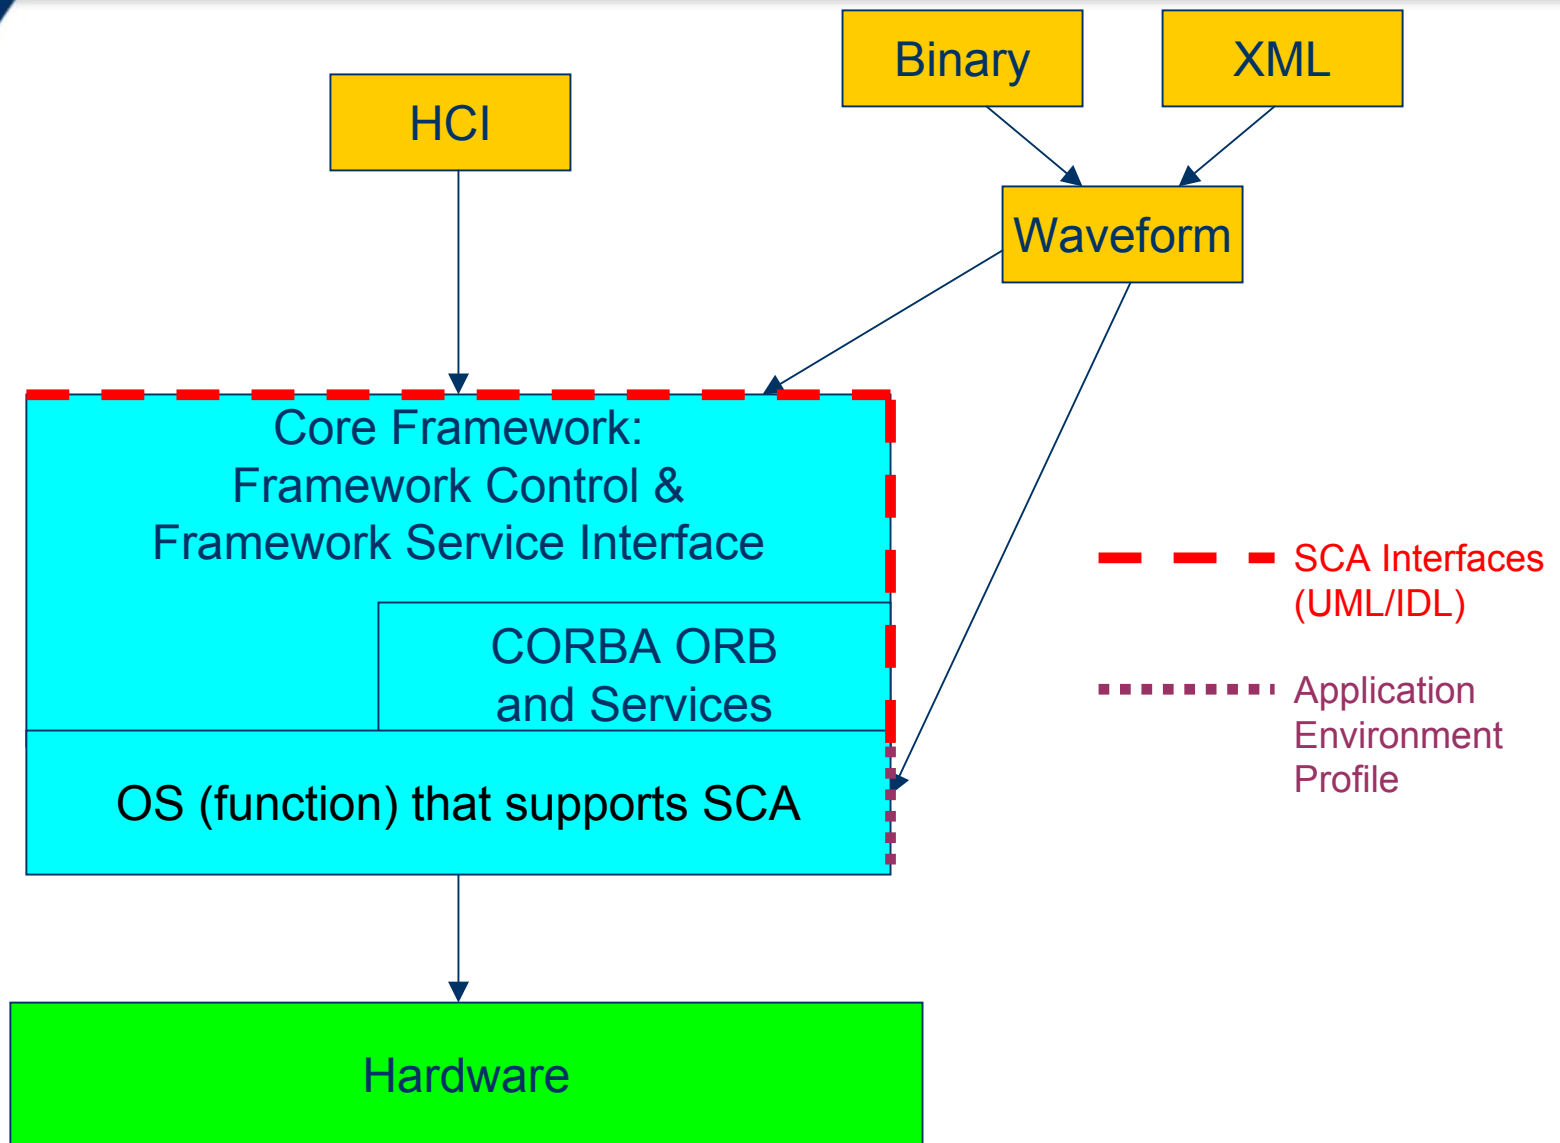 Binary
XML
HCI
Waveform
Core Framework:
Framework Control &
Framework Service Interface
CORBA ORB
and Services
OS (function) that supports SCA
Hardware
SCA Interfaces
(UML/IDL)
Application
Environment
Profile